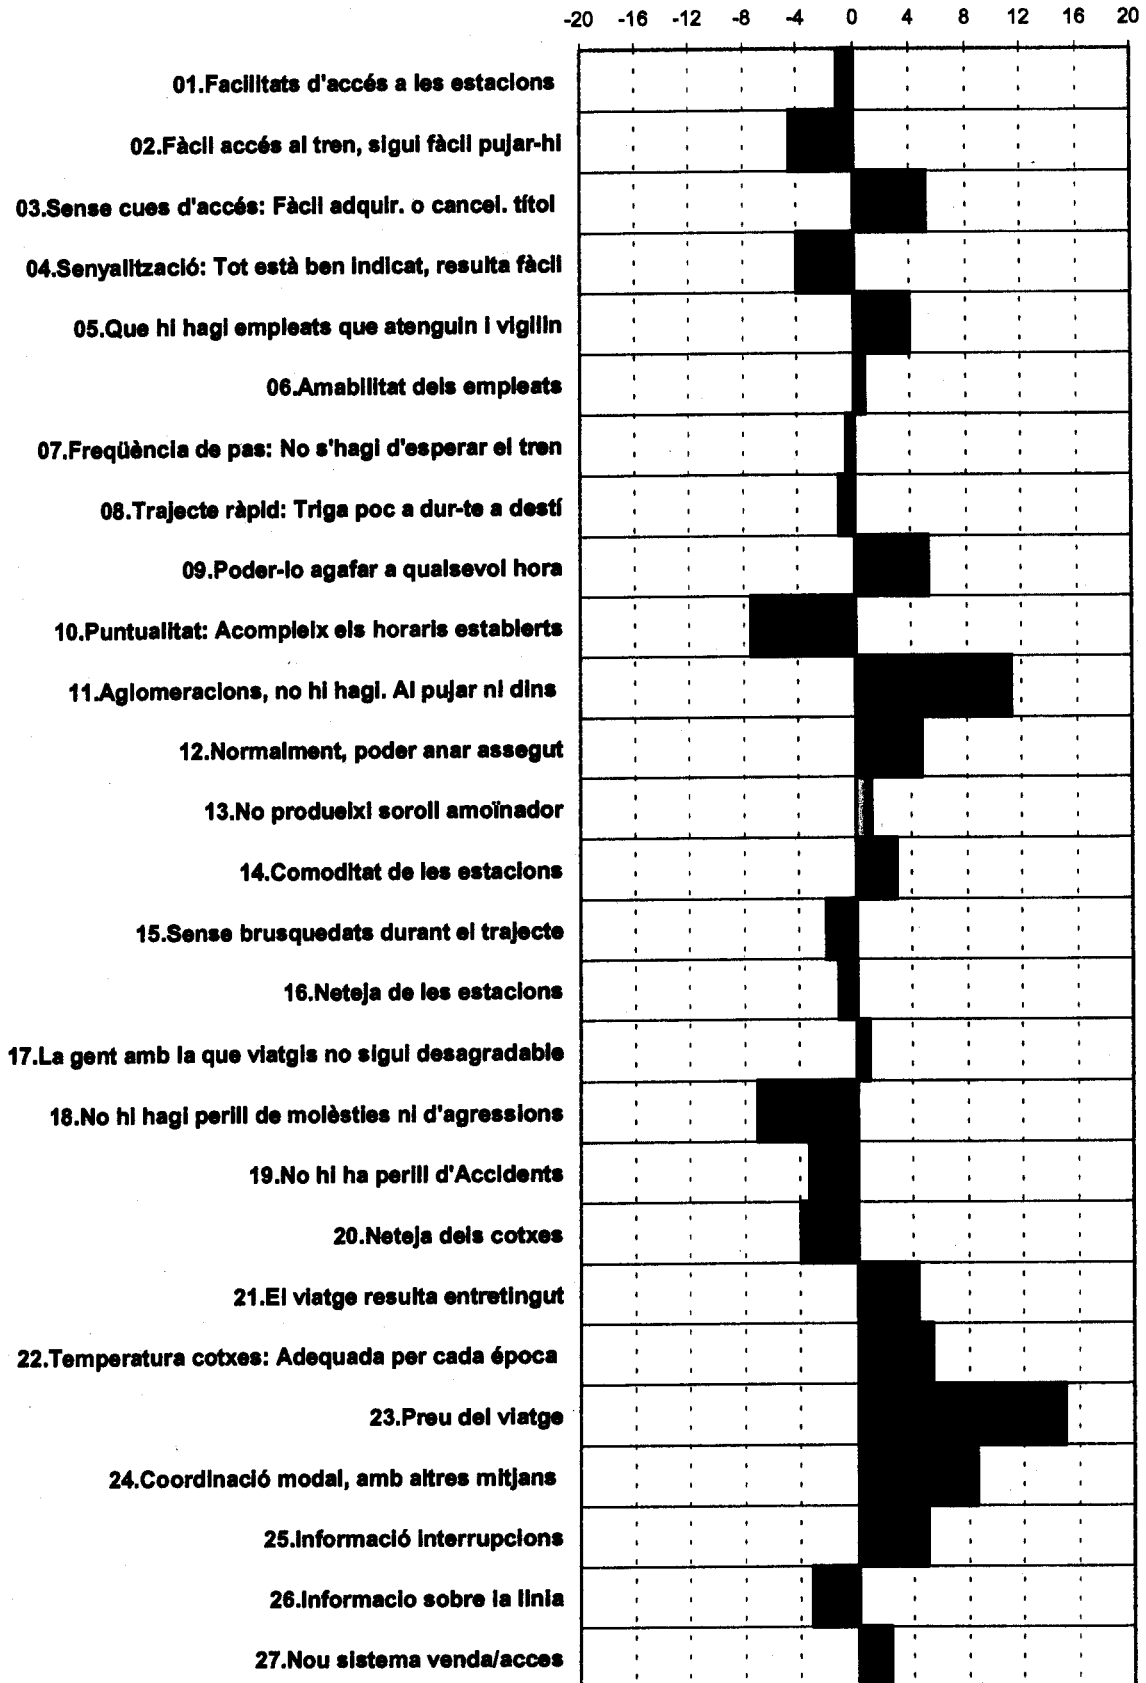 -20 -16 -12 -8 -4 0 4 8 12 16 20
01.Facilitats d'accés a les estacions
02.Fàcil accés al tren, sigui fàcil pujar-hi
03.Sense cues d'accés: Fàcil adquir. o cancel. títol
04.Senyalització: Tot està ben indicat, resulta fàcil
05.Que hi hagi empleats que atenguin i vigilin
06.Amabilitat dels empleats
07.Freqüència de pas: No s'hagi d'esperar el tren
08.Trajecte ràpid: Triga poc a dur-te a destí
09.Poder-lo agafar a qualsevol hora
10.Puntualitat: Acompleix els horaris establerts
11.Aglomeracions, no hi hagi. Al pujar ni dins
12.Normalment, poder anar assegut
13.No produeixi soroll amoïnador
14.Comoditat de les estacions
15.Sense brusquedats durant el trajecte
16.Neteja de les estacions
17.La gent amb la que viatgis no sigui desagradable
18.No hi hagi perill de molèsties ni d'agressions
19.No hi ha perill d'Accidents
20.Neteja dels cotxes
21.El viatge resulta entretingut
22.Temperatura cotxes: Adequada per cada época
23.Preu del viatge
24.Coordinació modal, amb altres mitjans
25.Informació interrupcions
26.Informacio sobre la linia
27.Nou sistema venda/acces